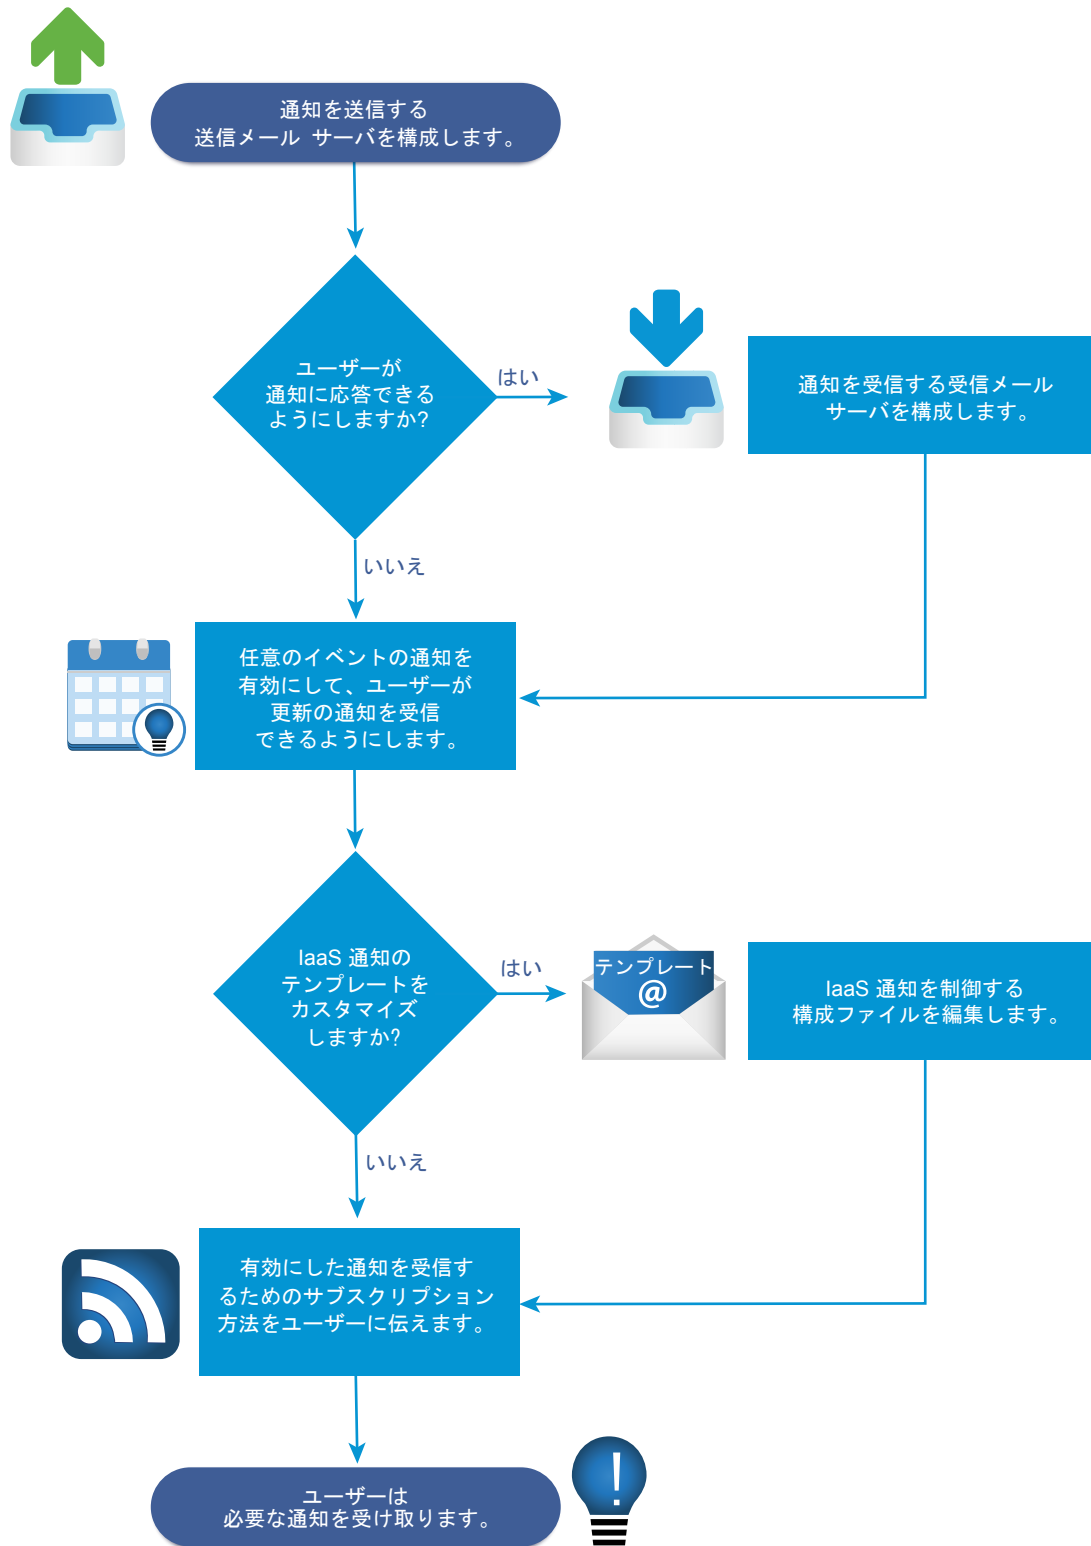 通知を送信する
送信メール サーバを構成します。
ユーザーが
通知に応答できる
ようにしますか?
はい
通知を受信する受信メール
サーバを構成します。
いいえ
任意のイベントの通知を
有効にして、ユーザーが
更新の通知を受信
できるようにします。
IaaS 通知の
テンプレートを
カスタマイズ
しますか?
はい
テンプレート
@
IaaS 通知を制御する
構成ファイルを編集します。
いいえ
有効にした通知を受信す
るためのサブスクリプション
方法をユーザーに伝えます。
ユーザーは
必要な通知を受け取ります。
!